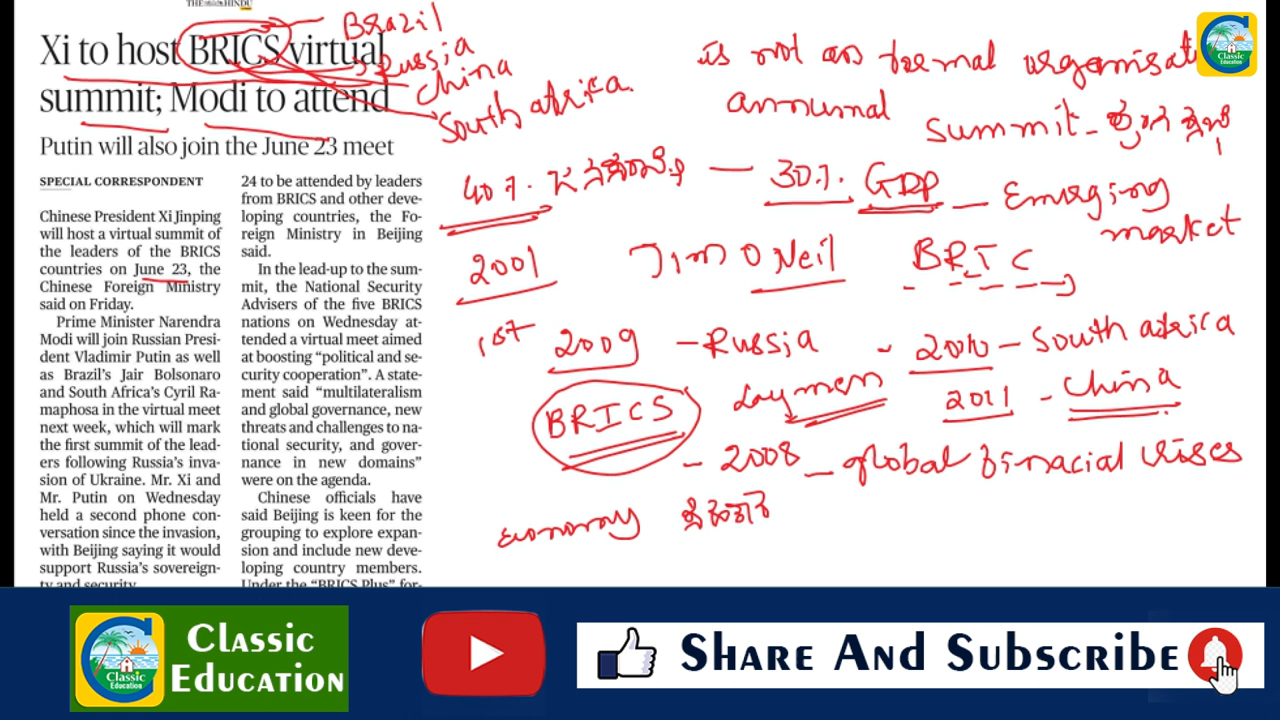 THE HINDU
Xi to host BRICS virtual
summit; Modi to attend
Putin will also join the June 23 meet
SPECIAL CORRESPONDENT
Chinese President Xi Jinping
will host a virtual summit of
the leaders of the BRICS
countries on June 23, the
Chinese Foreign Ministry
said on Friday.
Prime Minister Narendra
Modi will join Russian Presi-
dent Vladimir Putin as well
as Brazil's Jair Bolsonaro
and South Africa's Cyril Ra-
maphosa in the virtual meet
next week, which will mark
the first summit of the lead-
ers following Russia's inva-
sion of Ukraine. Mr. Xi and
Mr. Putin on Wednesday
held a second phone con-
versation since the invasion,
with Beijing saying it would
support Russia's sovereign-
ty and security
24 to be attended by leaders
from BRICS and other deve-
loping countries, the Fo-
reign Ministry in Beijing
said.
In the lead-up to the sum-
mit, the National Security
Advisers of the five BRICS
nations on Wednesday at-
tended a virtual meet aimed
at boosting "political and se-
curity cooperation". A state-
ment said "multilateralism
and global governance, new
threats and challenges to na-
tional security, and gover-
nance in new domains"
were on the agenda.
Chinese officials have
said Beijing is keen for the
grouping to explore expan-
sion and include new deve-
loping country members.
Under the "BRICS Plus" for-
Brazil
Russia
China
South africa
is not an formal organisati
annunal
summit -
40%. ಜನಸಂಖ್ಯೆ — 30%. GDP — Emerging
market
2001 Jim O Neil BRIC
1st 2009 - Russia - 2010 - South africa
BRICS 2011 - China
- 2008 - global financial crises
economy
Classic
Education
Classic
Education
Classic
EDUCATION
SHARE AND SUBSCRIBE